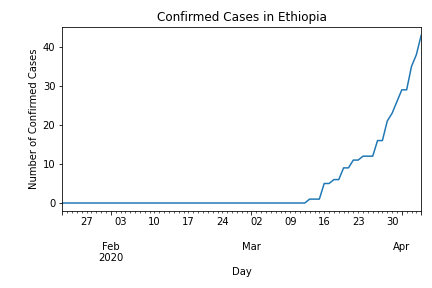 Confirmed Cases in Ethiopia
Number of Confirmed Cases
40
30
20
10
0
27 03 10 17 24 02 09 16 23 30
Feb Mar Apr
2020
Day